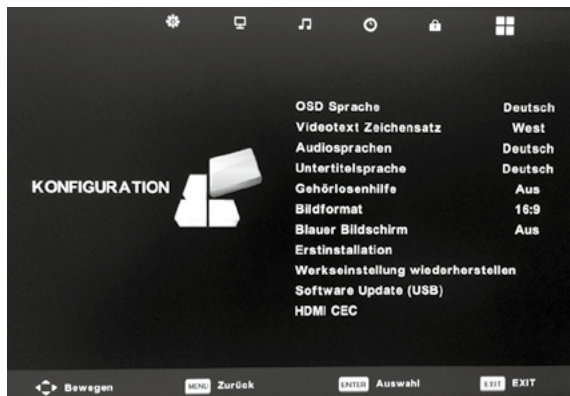 OSD Sprache Deutsch
Videotext Zeichensatz West
Audiosprachen Deutsch
Untertitelsprache Deutsch
KONFIGURATION
Gehörlosenhilfe Aus
Bildformat 16:9
Blauer Bildschirm Aus
Erstinstallation
Werkseinstellung wiederherstellen
Software Update (USB)
HDMI CEC
Bewegen MENU Zurück ENTER Auswahl EXIT EXIT